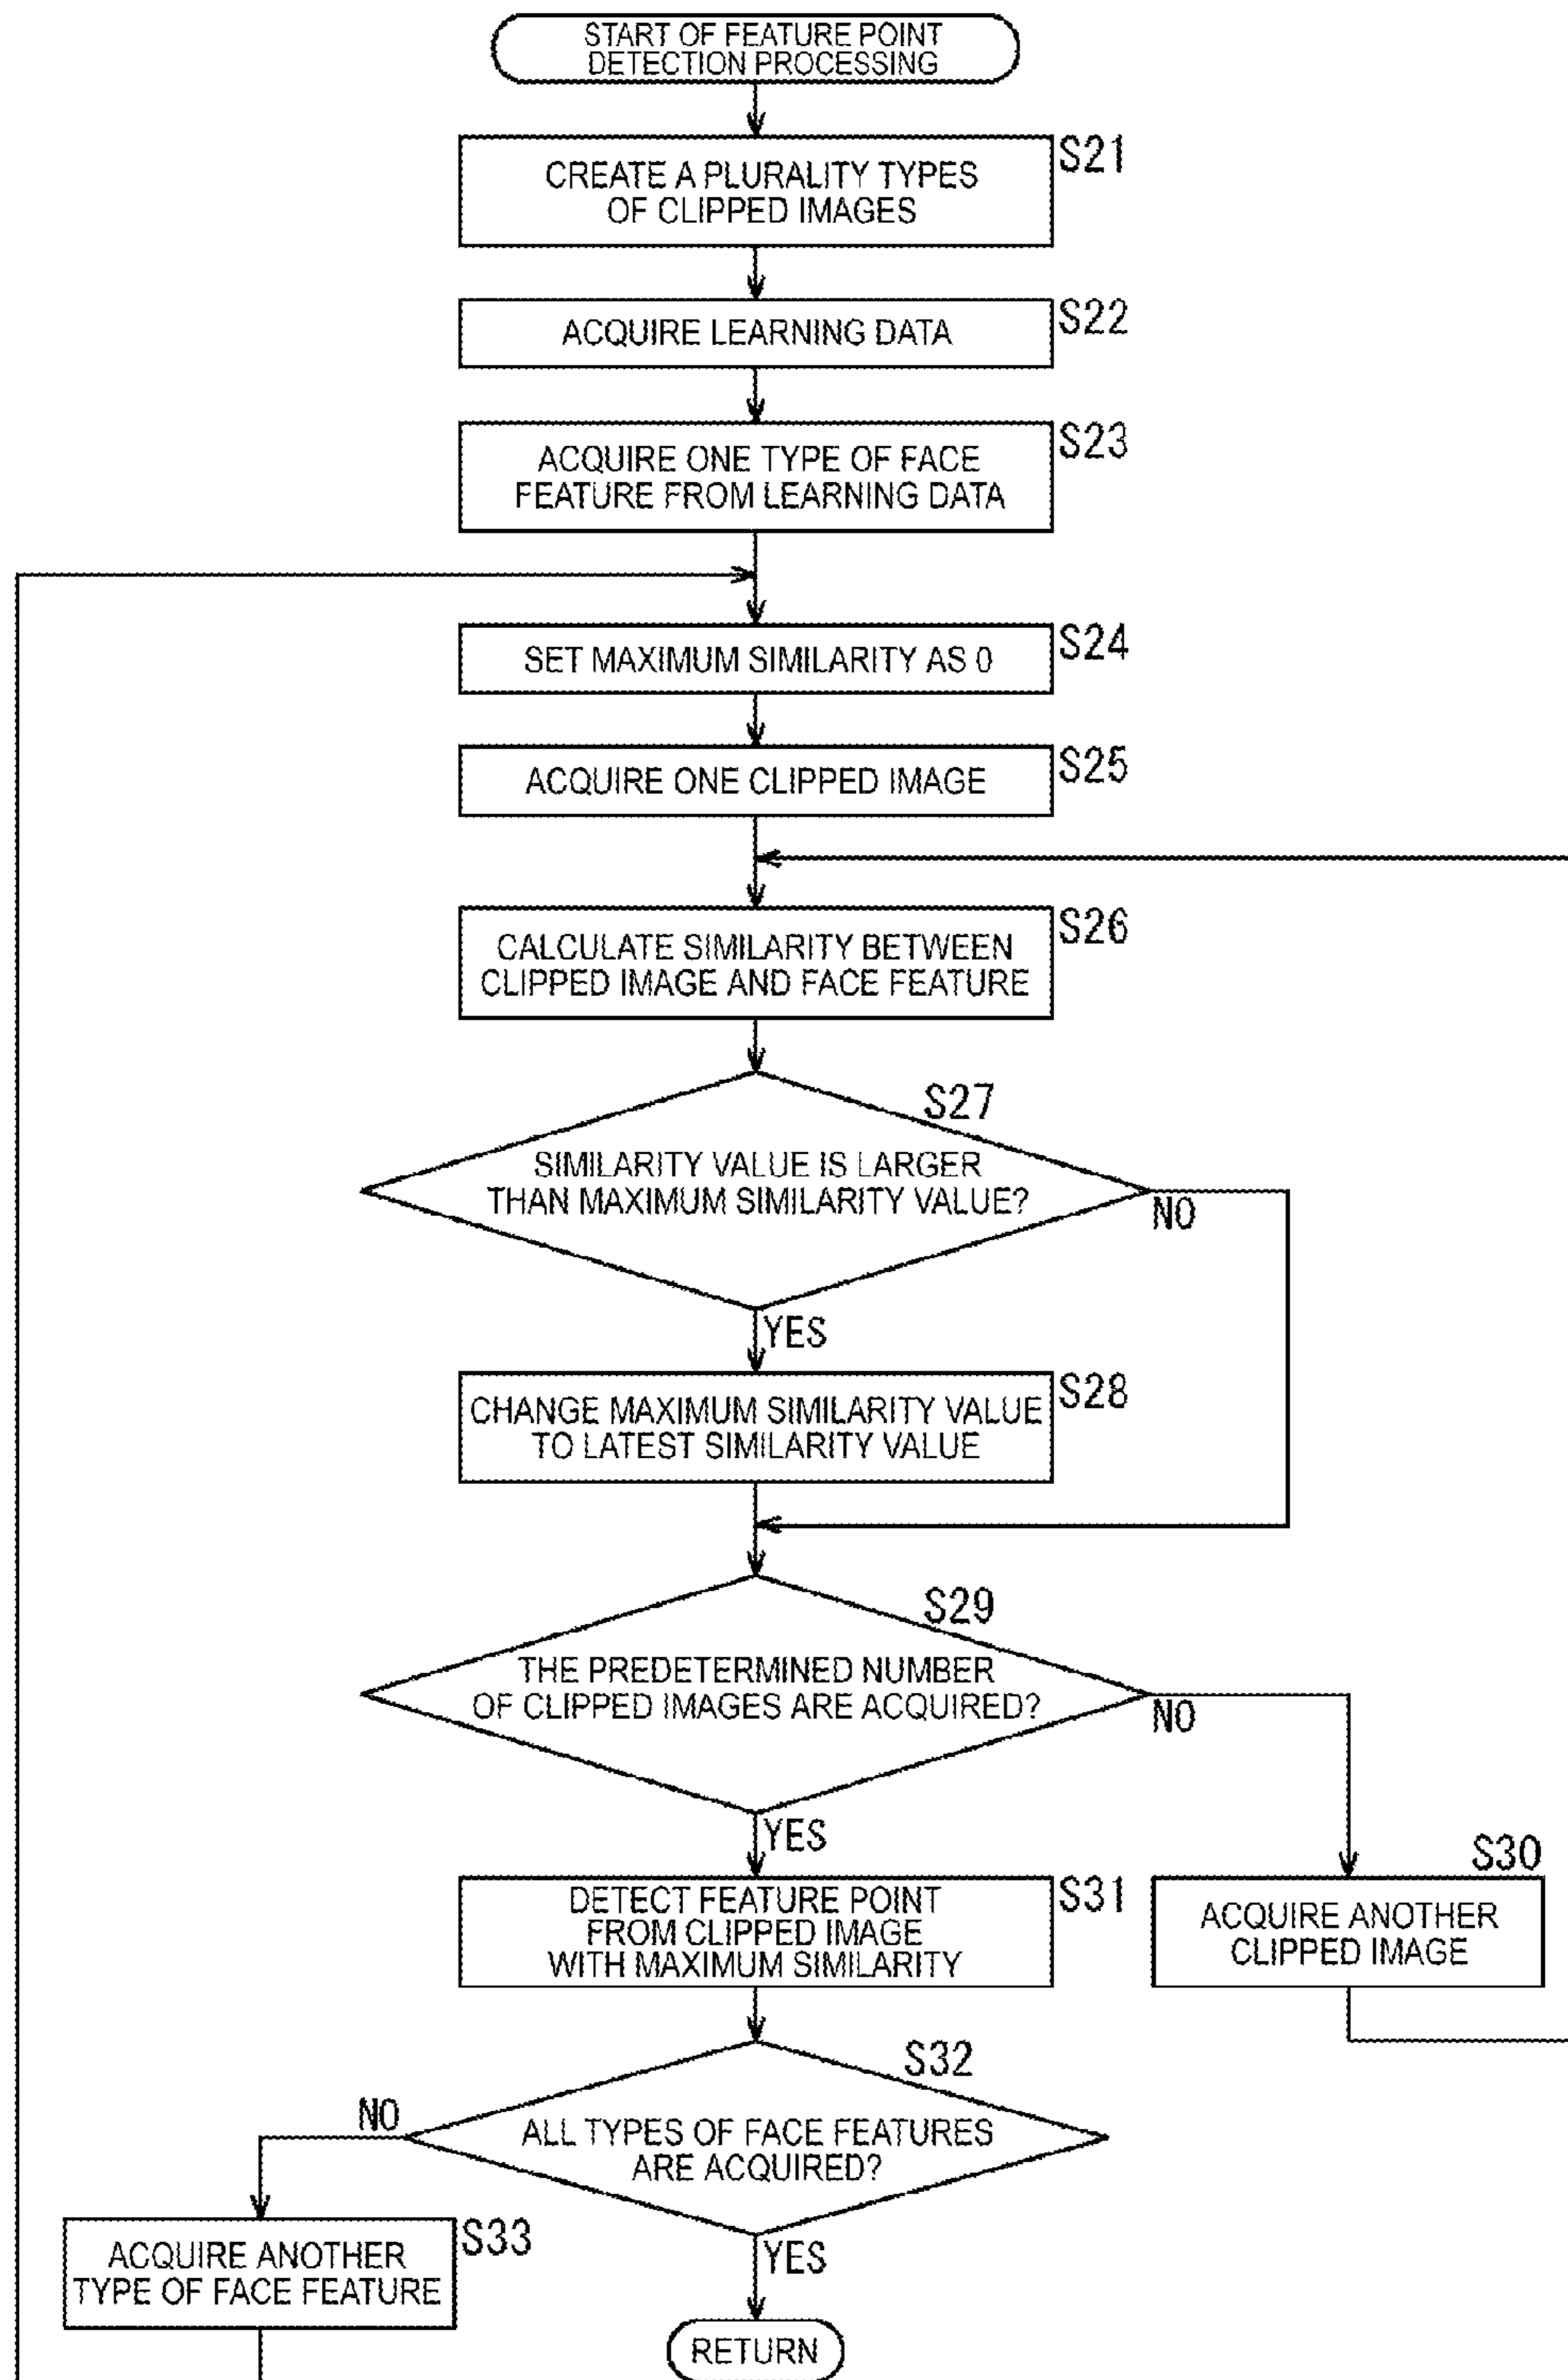 START OF FEATURE POINT
DETECTION PROCESSING
S21
CREATE A PLURALITY TYPES
OF CLIPPED IMAGES
S22
ACQUIRE LEARNING DATA
S23
ACQUIRE ONE TYPE OF FACE
FEATURE FROM LEARNING DATA
S24
SET MAXIMUM SIMILARITY AS 0
S25
ACQUIRE ONE CLIPPED IMAGE
S26
CALCULATE SIMILARITY BETWEEN
CLIPPED IMAGE AND FACE FEATURE
S27
SIMILARITY VALUE IS LARGER
THAN MAXIMUM SIMILARITY VALUE?
NO
YES
S28
CHANGE MAXIMUM SIMILARITY VALUE
TO LATEST SIMILARITY VALUE
S29
THE PREDETERMINED NUMBER
OF CLIPPED IMAGES ARE ACQUIRED?
NO
YES
S30
ACQUIRE ANOTHER
CLIPPED IMAGE
S31
DETECT FEATURE POINT
FROM CLIPPED IMAGE
WITH MAXIMUM SIMILARITY
S32
NO
ALL TYPES OF FACE FEATURES
ARE ACQUIRED?
S33
ACQUIRE ANOTHER
TYPE OF FACE FEATURE
YES
RETURN